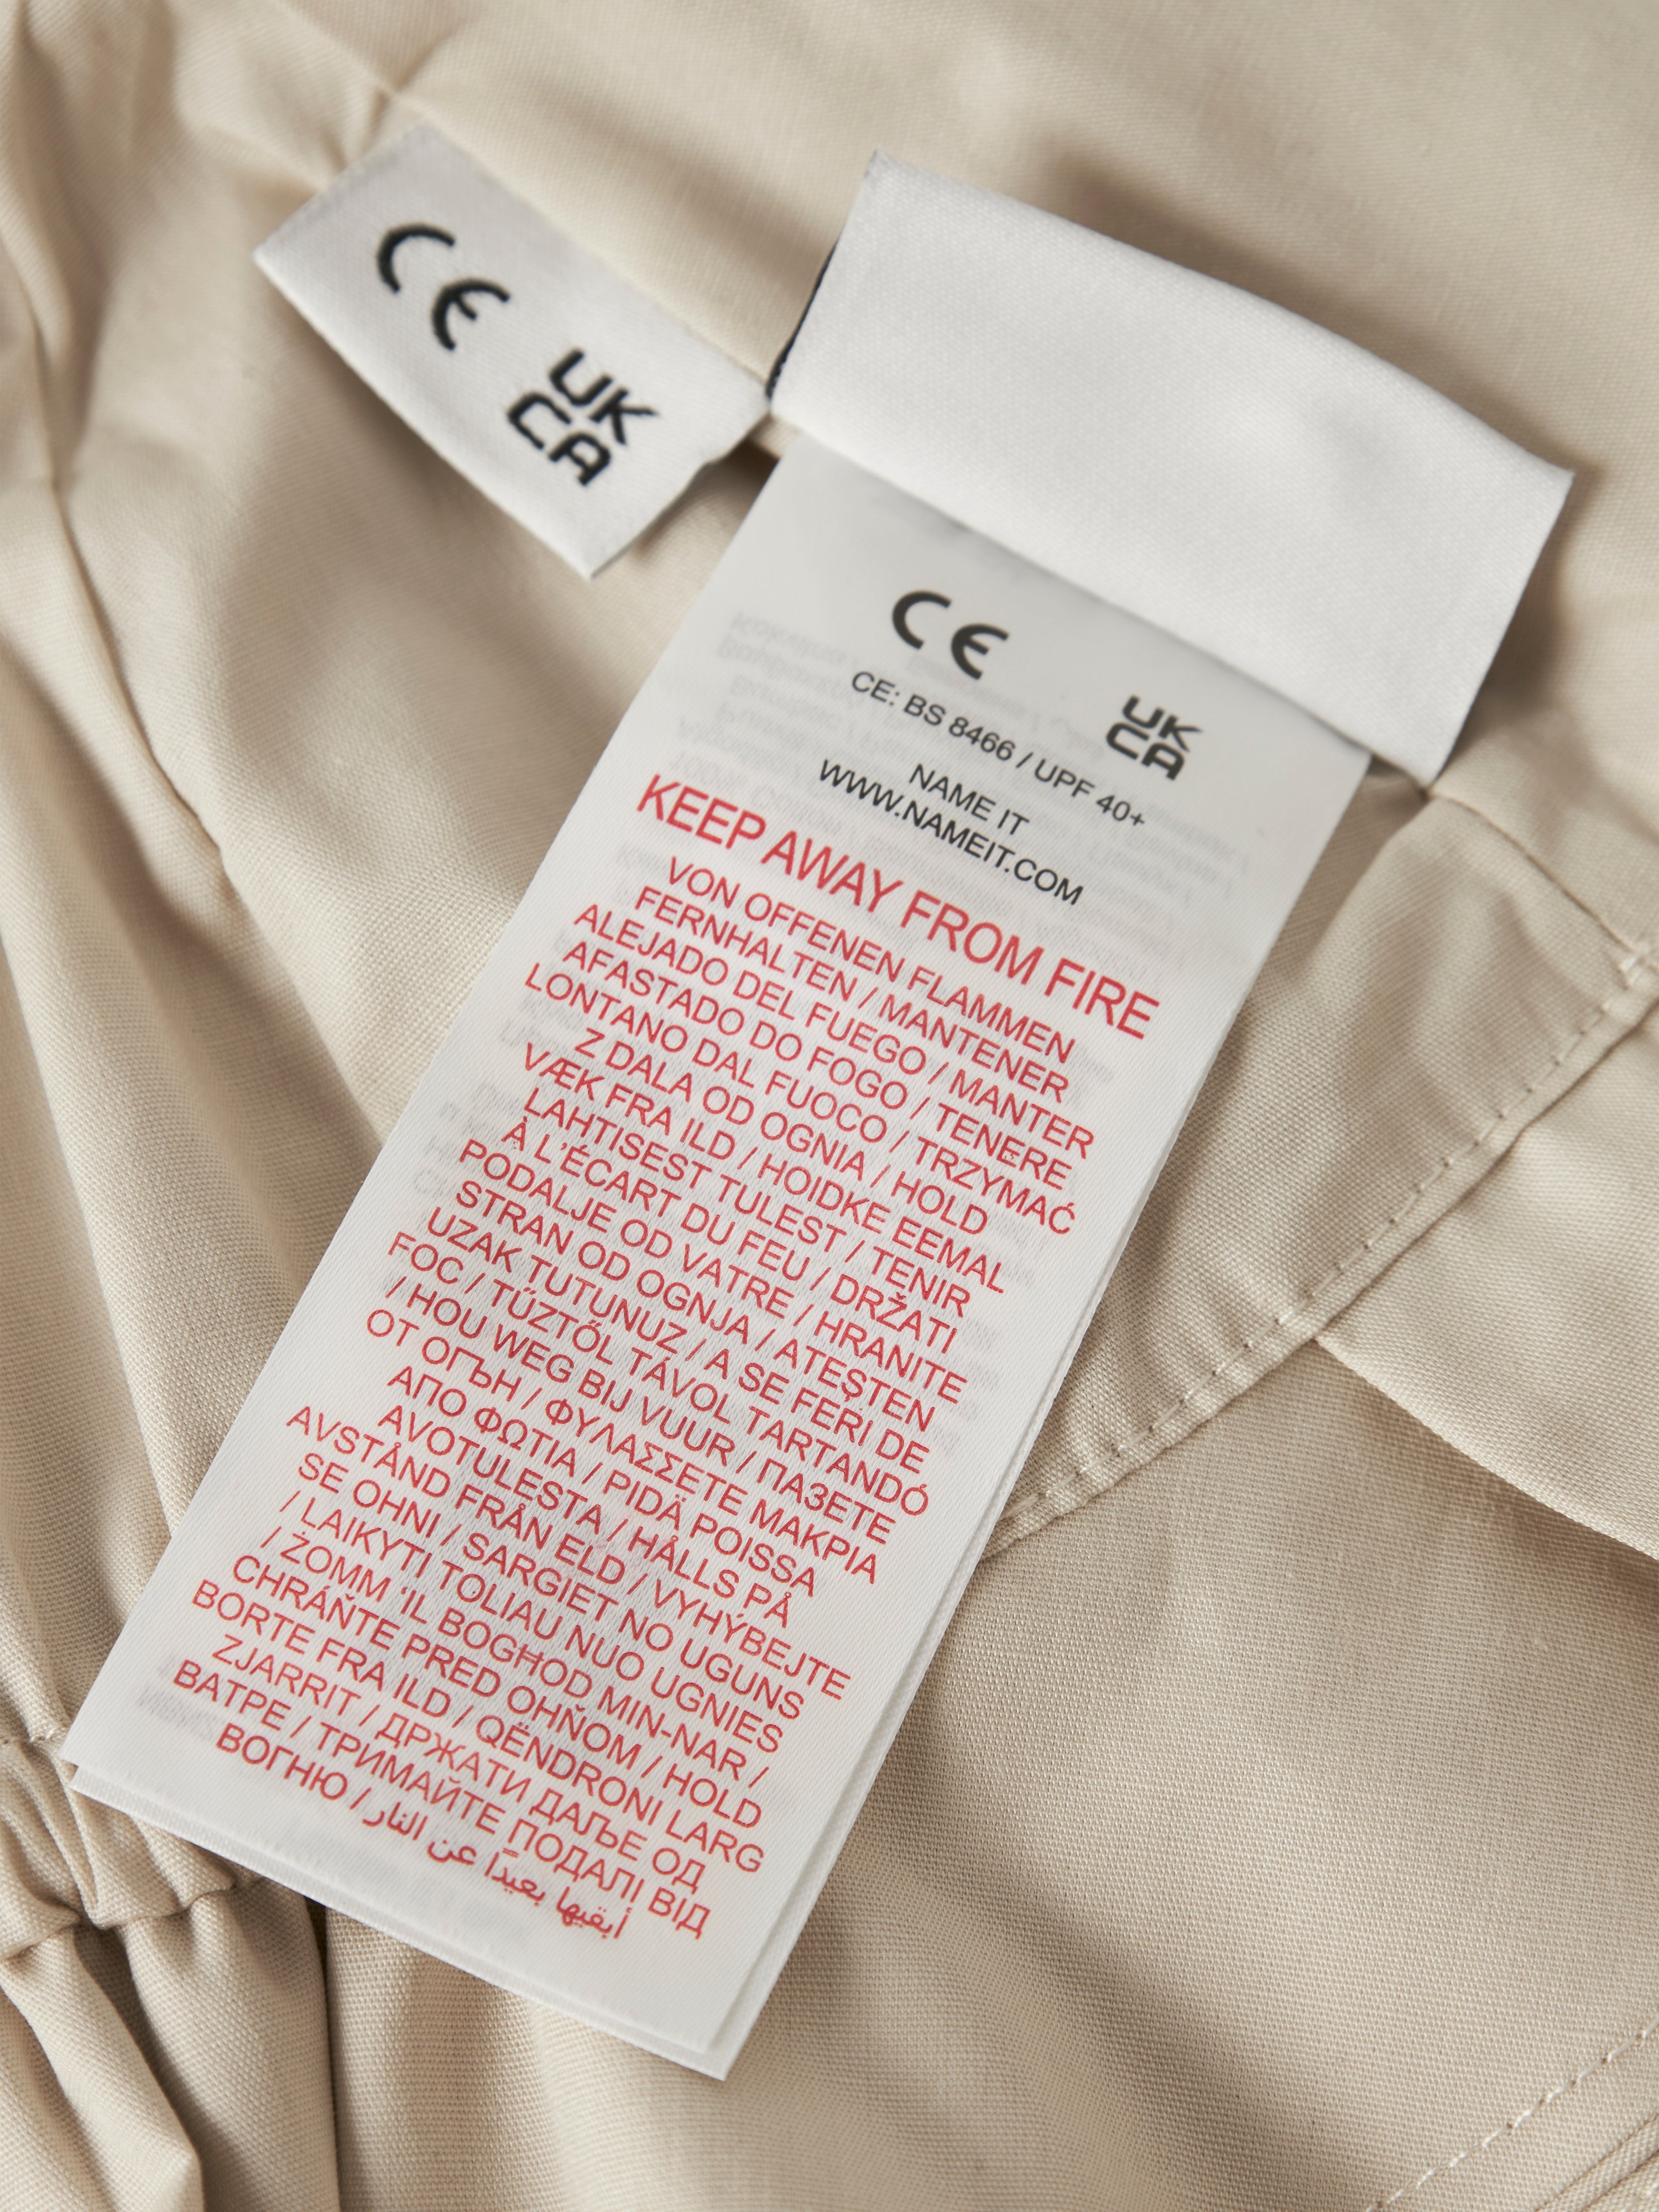 CE
UK
CA
CE
UK
CA
CE: BS 8466 / UPF 40+
NAME IT
WWW.NAMEIT.COM
KEEP AWAY FROM FIRE
VON OFFENEN FLAMMEN
FERNHALTEN / MANTENER
ALEJADO DEL FUEGO / MANTER
AFASTADO DO FOGO / TENERE
LONTANO DAL FUOCO / TRZYMAĆ
Z DALA OD OGNIA / HOLD
VÆK FRA ILD / HOIDKE EEMAL
LAHTISEST TULEST / TENIR
À L'ÉCART DU FEU / DRŽATI
PODALJE OD VATRE / HRANITE
STRAN OD OGNJA / ATEŞTEN
UZAK TUTUNUZ / A SE FERI DE
FOC / TŰZTŐL TÁVOL TARTANDÓ
/ HOU WEG BIJ VUUR / ПАЗЕТЕ
ОТ ОГЪН / ΦΥΛΑΣΣΕΤΕ ΜΑΚΡΙΑ
ΑΠΟ ΦΩΤΙΑ / PIDÄ POISSA
AVOTULESTA / HÅLLS PÅ
AVSTÅND FRÅN ELD / VYHÝBEJTE
SE OHNI / SARGIET NO UGUNS
/ LAIKYTI TOLIAU NUO UGNIES
/ ŻOMM 'IL BOGĦOD MIN-NAR /
CHRÁŇTE PRED OHŇOM / HOLD
BORTE FRA ILD / QËNDRONI LARG
ZJARRIT / ДРЖАТИ ДАЉЕ ОД
ВАТРЕ / ТРИМАЙТЕ ПОДАЛІ ВІД
ВОГНЮ / أبقيها بعيداً عن النار